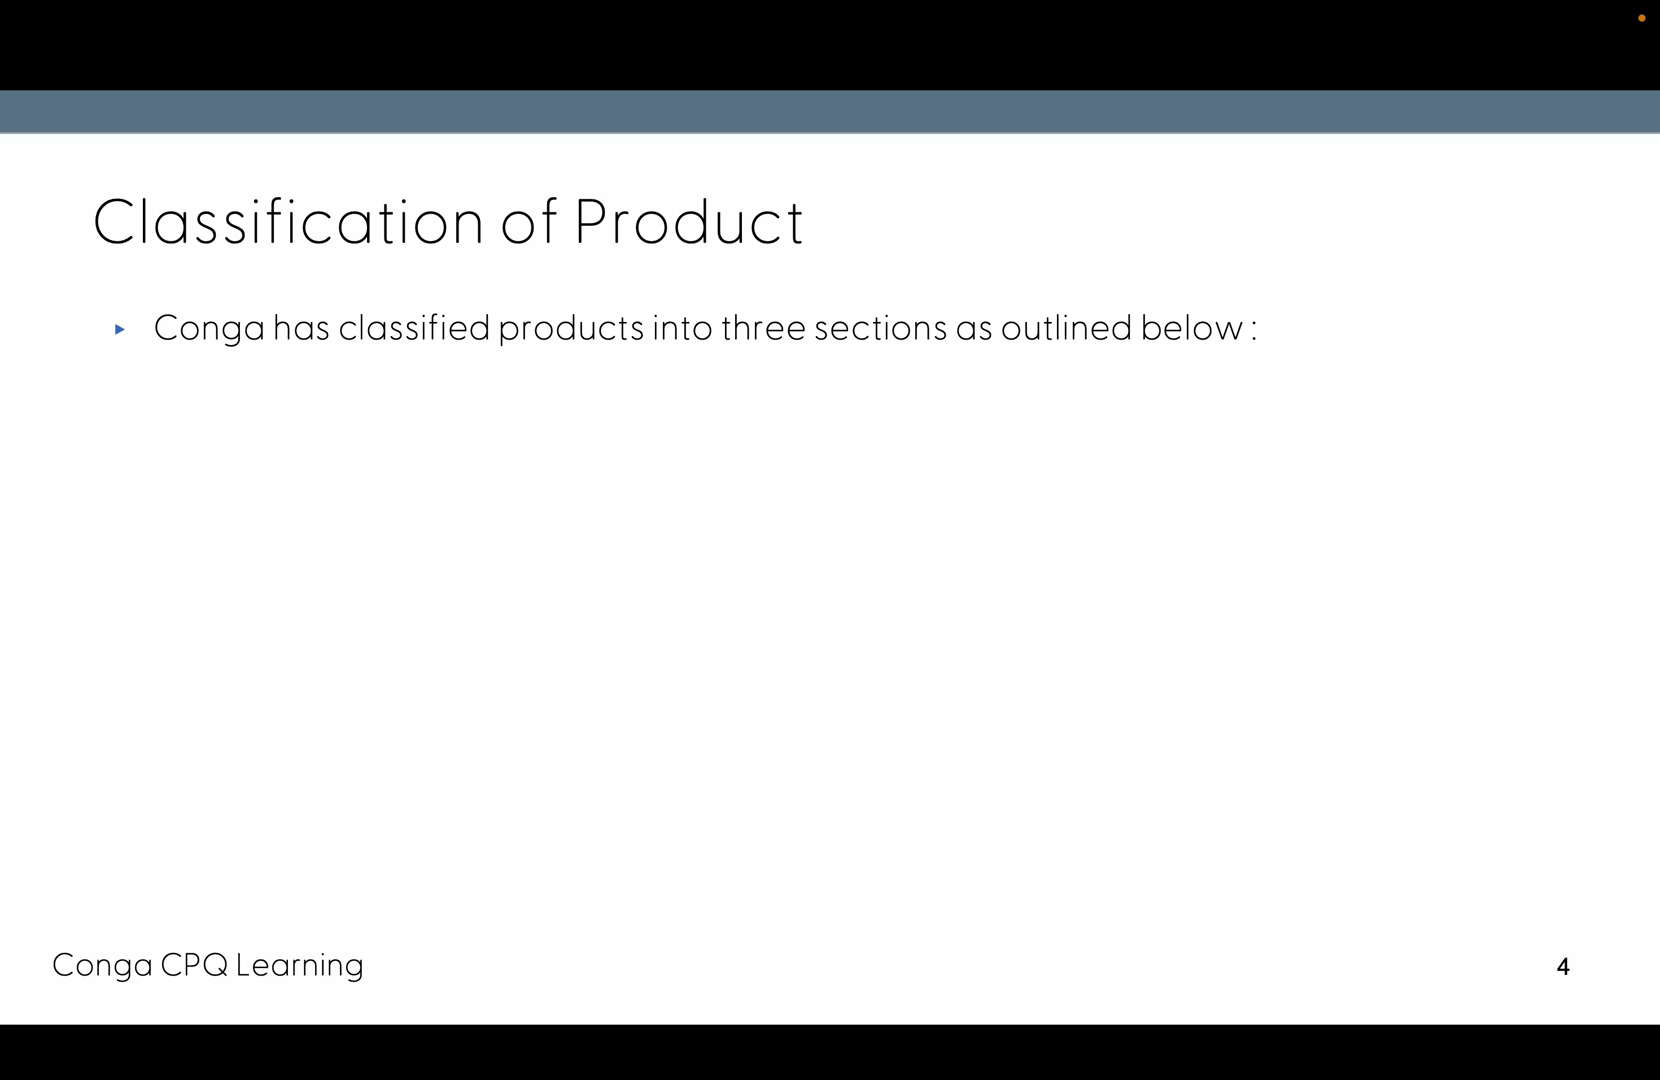 Classification of Product
Conga has classified products into three sections as outlined below :
Conga CPQ Learning
4